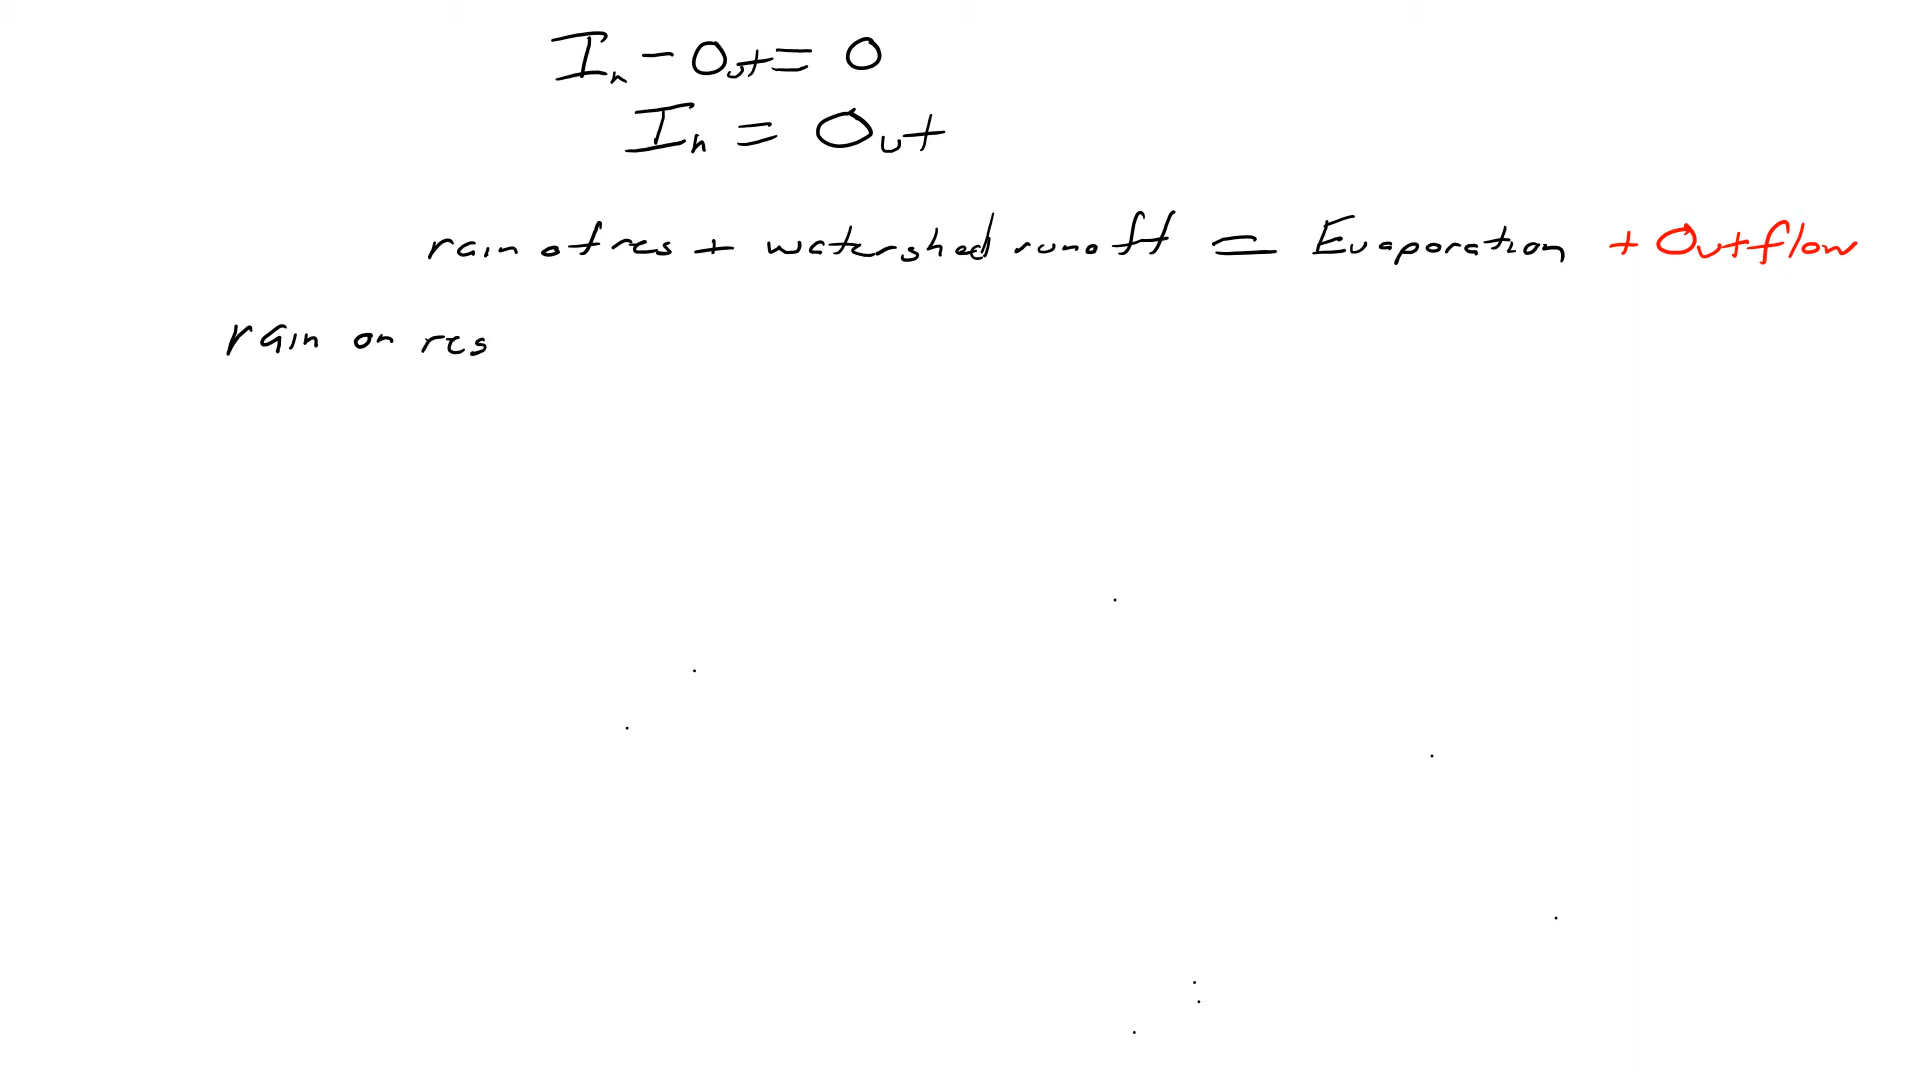 In - Out = 0
In = Out
rain of res + watershed runoff = Evaporation + Outflow
rain on res